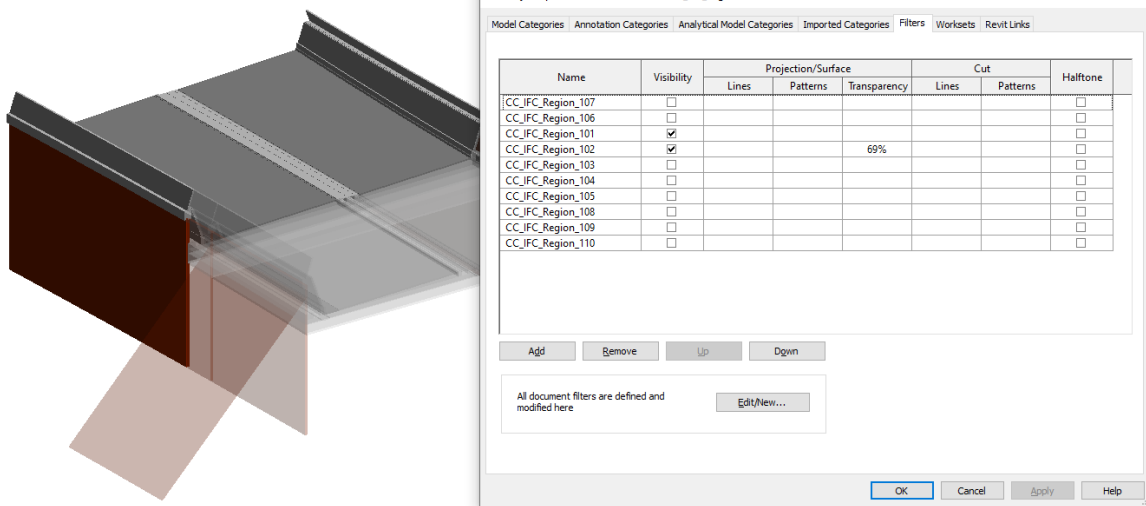 Model Categories Annotation Categories Analytical Model Categories Imported Categories Filters Worksets Revit Links
Name Visibility Projection/Surface Cut Halftone
Lines Patterns Transparency Lines Patterns
CC_IFC_Region_107
CC_IFC_Region_106
CC_IFC_Region_101
CC_IFC_Region_102 69%
CC_IFC_Region_103
CC_IFC_Region_104
CC_IFC_Region_105
CC_IFC_Region_108
CC_IFC_Region_109
CC_IFC_Region_110
Add Remove Up Down
All document filters are defined and
modified here
Edit/New...
OK Cancel Apply Help